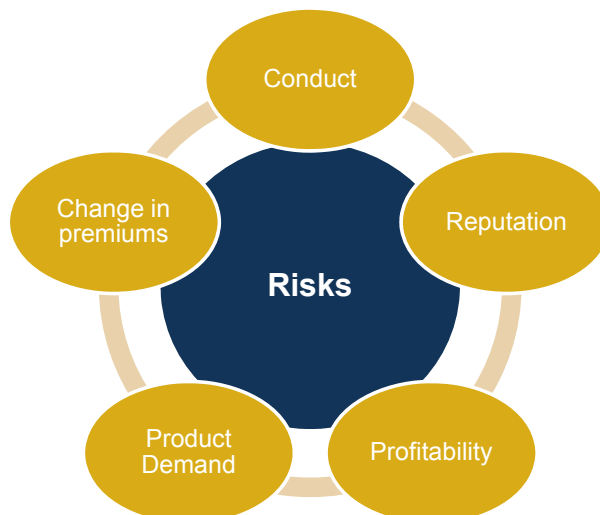 Conduct
Change in
premiums
Reputation
Risks
Product
Demand
Profitability